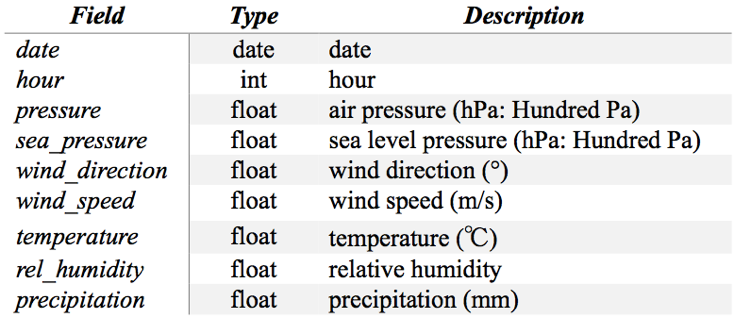 Field Type Description
date date date
hour int hour
pressure float air pressure (hPa: Hundred Pa)
sea_pressure float sea level pressure (hPa: Hundred Pa)
wind_direction float wind direction (°)
wind_speed float wind speed (m/s)
temperature float temperature (℃)
rel_humidity float relative humidity
precipitation float precipitation (mm)